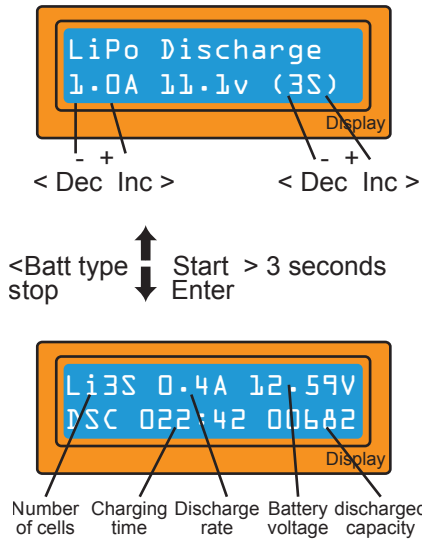 LiPo Discharge
1.0A 11.1v (3S)
Display
- +
- +
< Dec Inc >
< Dec Inc >
<Batt type
stop
Start > 3 seconds
Enter
Li3S 0.4A 12.59V
DSC 022:42 00682
Display
Number
of cells
Charging
time
Discharge
rate
Battery
voltage
discharged
capacity